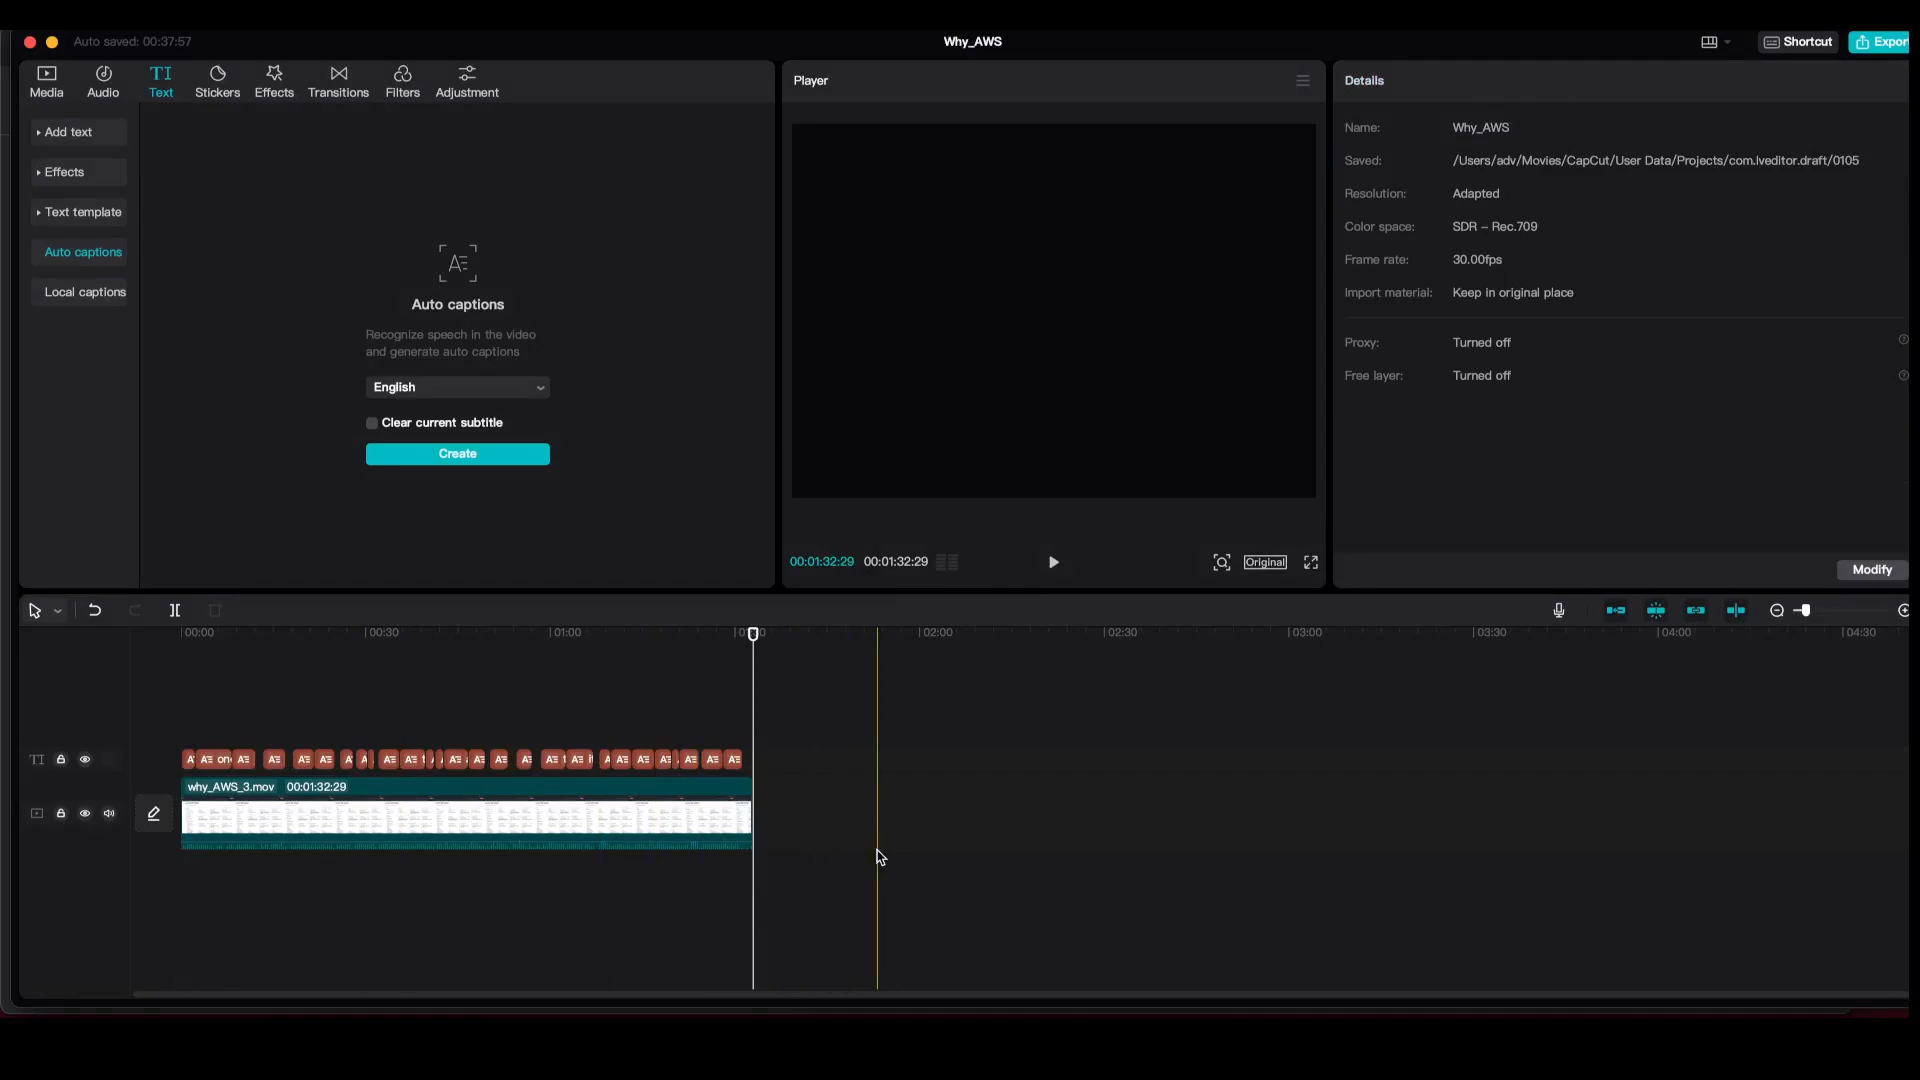 Auto saved: 00:37:57
Why_AWS
Shortcut
Expor
Media
Audio
TI
Text
Stickers
Effects
Transitions
Filters
Adjustment
Player
Details
Add text
Effects
Text template
Auto captions
Local captions
Auto captions
Recognize speech in the video
and generate auto captions
English
Clear current subtitle
Create
Name: Why_AWS
Saved: /Users/adv/Movies/CapCut/User Data/Projects/com.lveditor.draft/0105
Resolution: Adapted
Color space: SDR – Rec.709
Frame rate: 30.00fps
Import material: Keep in original place
Proxy: Turned off
Free layer: Turned off
00:01:32:29 00:01:32:29
Original
Modify
00:00 00:30 01:00 02:00 02:30 03:00 03:30 04:00 04:30
why_AWS_3.mov 00:01:32:29